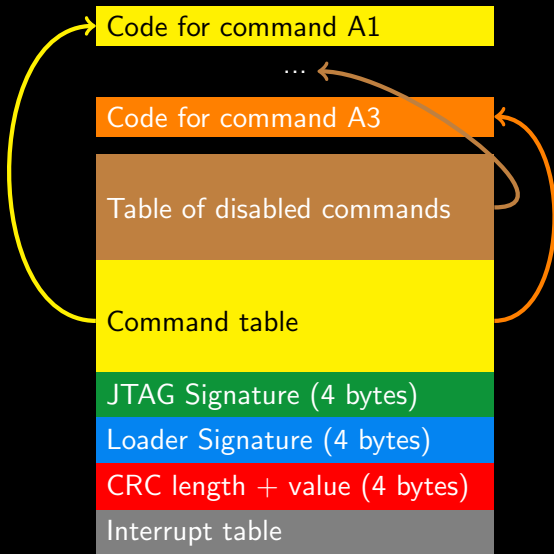 Code for command A1
...
Code for command A3
Table of disabled commands
Command table
JTAG Signature (4 bytes)
Loader Signature (4 bytes)
CRC length + value (4 bytes)
Interrupt table